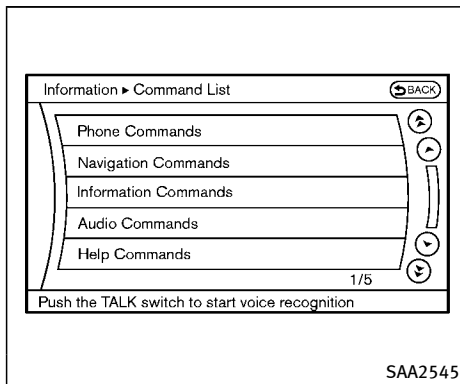 Information ▸ Command List
BACK
Phone Commands
Navigation Commands
Information Commands
Audio Commands
Help Commands
1/5
Push the TALK switch to start voice recognition
SAA2545